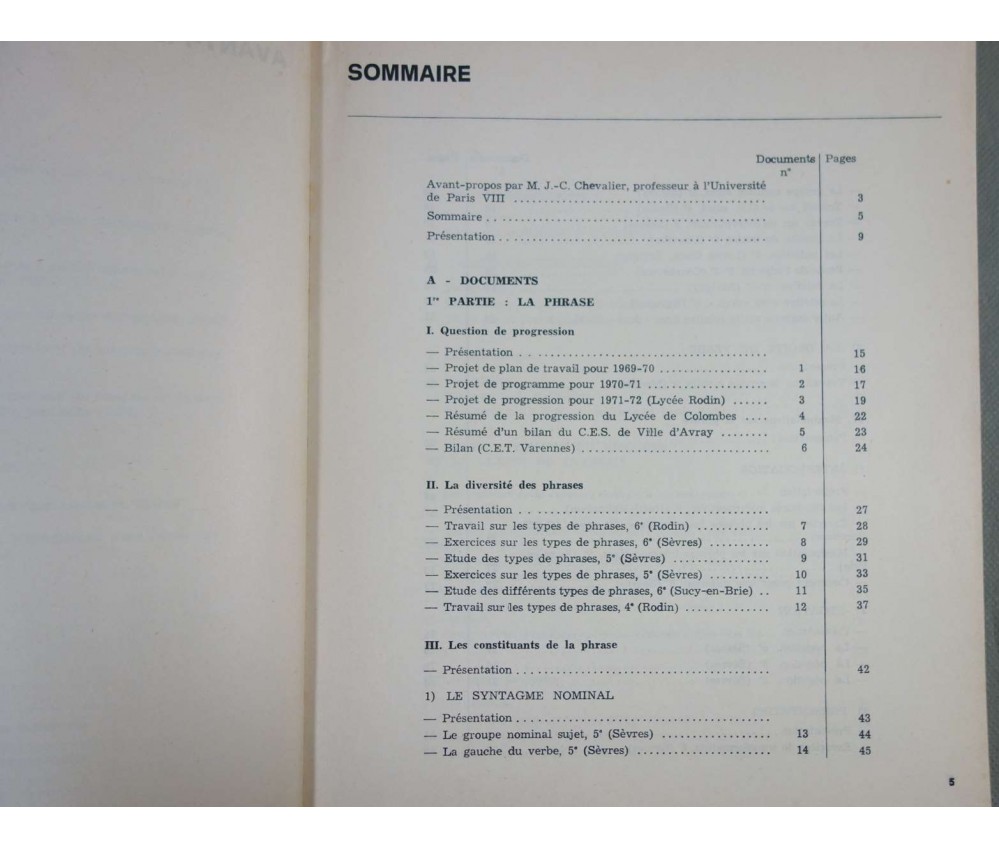 SOMMAIRE
Documents | Pages
n°
Avant-propos par M. J.-C. Chevalier, professeur à l'Université
de Paris VIII ........................................ 3
Sommaire ........................................ 5
Présentation ........................................ 9
A - DOCUMENTS
1re PARTIE : LA PHRASE
I. Question de progression
— Présentation ........................................ 15
— Projet de plan de travail pour 1969-70 .................. 1 16
— Projet de programme pour 1970-71 .................... 2 17
— Projet de progression pour 1971-72 (Lycée Rodin) ...... 3 19
— Résumé de la progression du Lycée de Colombes .... 4 22
— Résumé d'un bilan du C.E.S. de Ville d'Avray ........ 5 23
— Bilan (C.E.T. Varennes) .............................. 6 24
II. La diversité des phrases
— Présentation ........................................ 27
— Travail sur les types de phrases, 6e (Rodin) ............ 7 28
— Exercices sur les types de phrases, 6e (Sèvres) .......... 8 29
— Etude des types de phrases, 5e (Sèvres) ................ 9 31
— Exercices sur les types de phrases, 5e (Sèvres) .......... 10 33
— Etude des différents types de phrases, 6e (Sucy-en-Brie) .. 11 35
— Travail sur les types de phrases, 4e (Rodin) .............. 12 37
III. Les constituants de la phrase
— Présentation ........................................ 42
1) LE SYNTAGME NOMINAL
— Présentation ........................................ 43
— Le groupe nominal sujet, 5e (Sèvres) .................. 13 44
— La gauche du verbe, 5e (Sèvres) ...................... 14 45
5